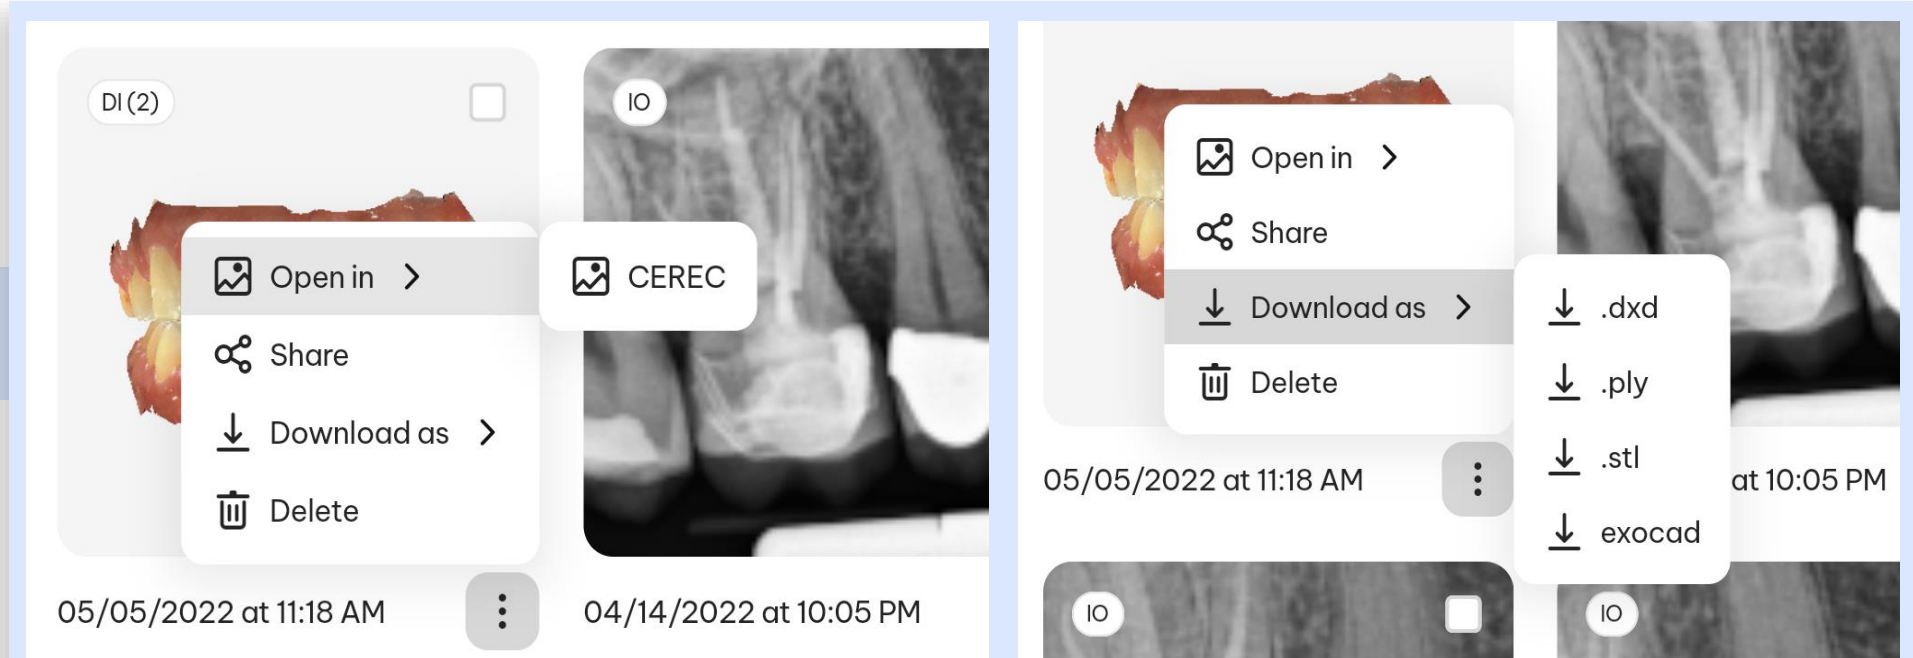 DI (2)
IO
Open in
CEREC
Share
Download as
Delete
05/05/2022 at 11:18 AM
04/14/2022 at 10:05 PM
Open in
Share
Download as
.dxd
.ply
Delete
.stl
05/05/2022 at 11:18 AM
at 10:05 PM
exocad
IO
IO